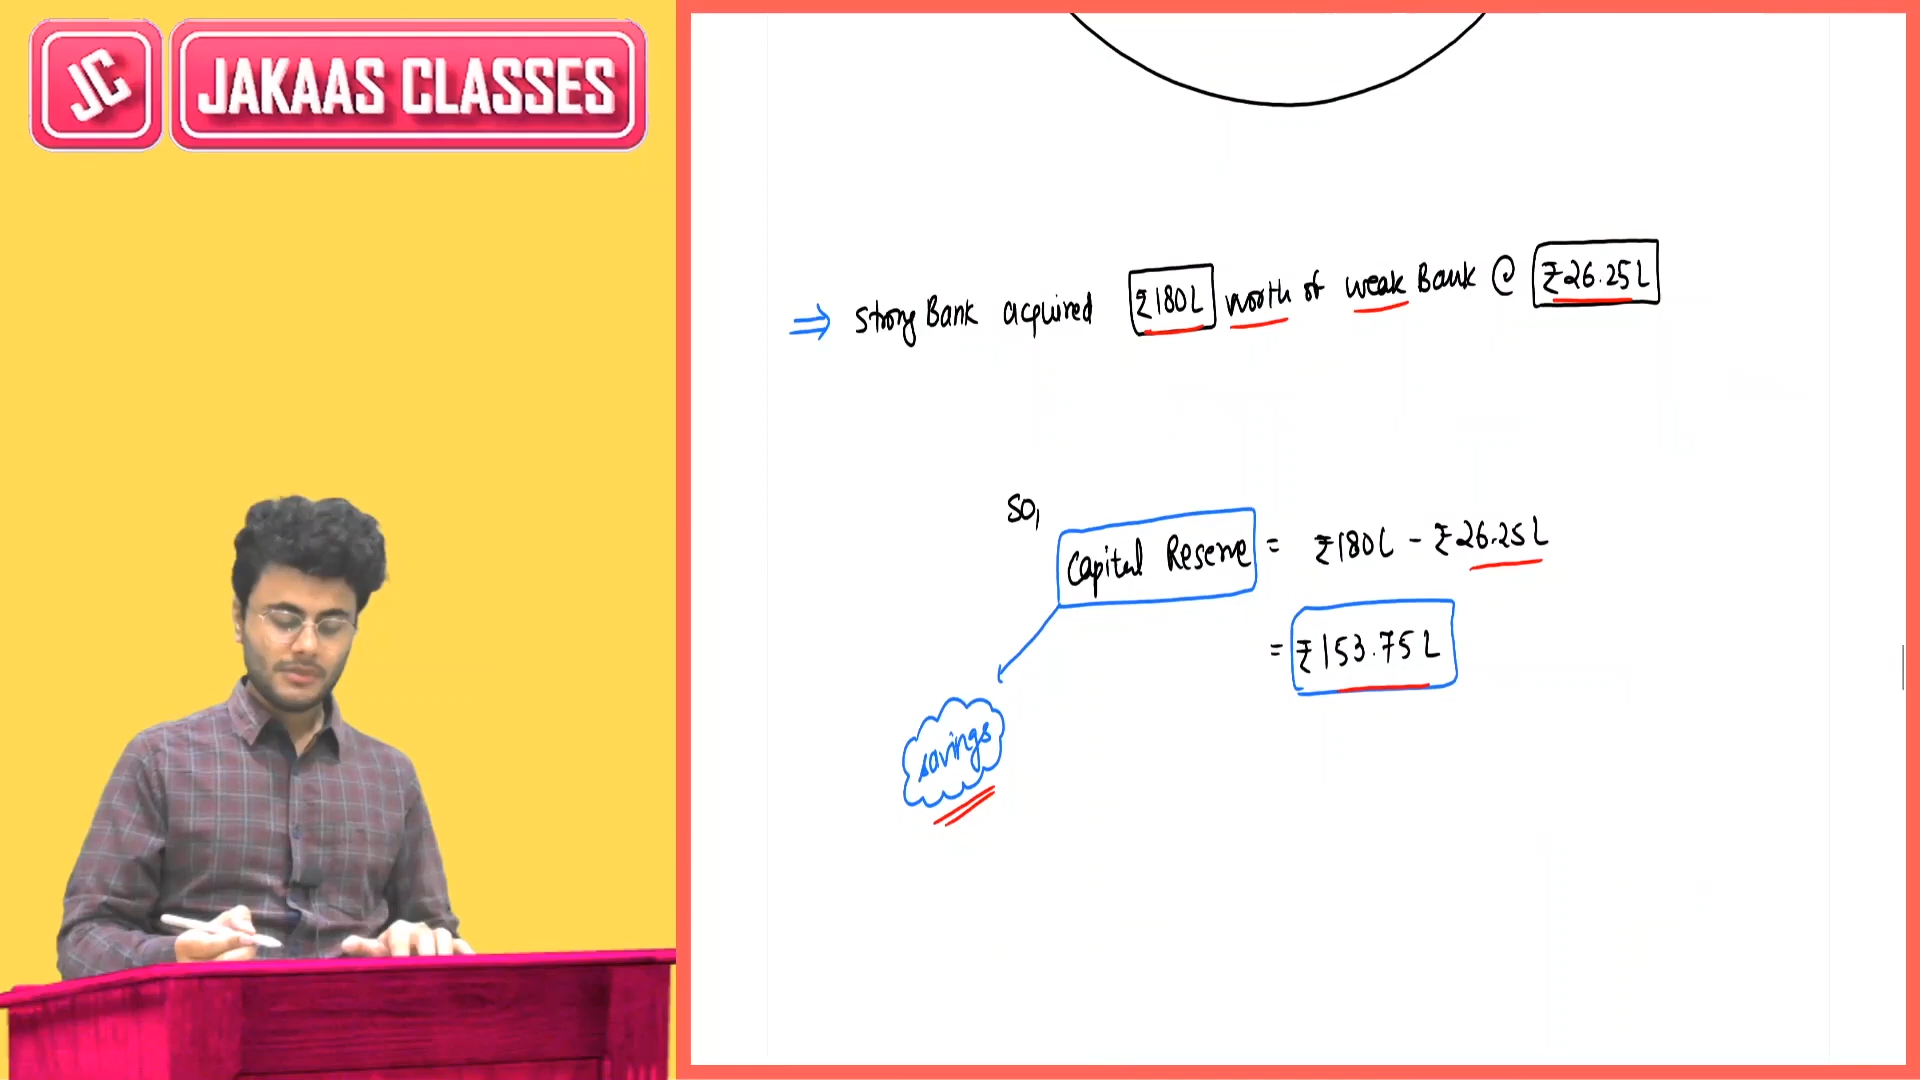 JC
JAKAAS CLASSES
⇒ Strong Bank acquired ₹180L worth of weak Bank @ ₹26.25L
SO,
Capital Reserve = ₹180L - ₹26.25L
= ₹153.75L
savings